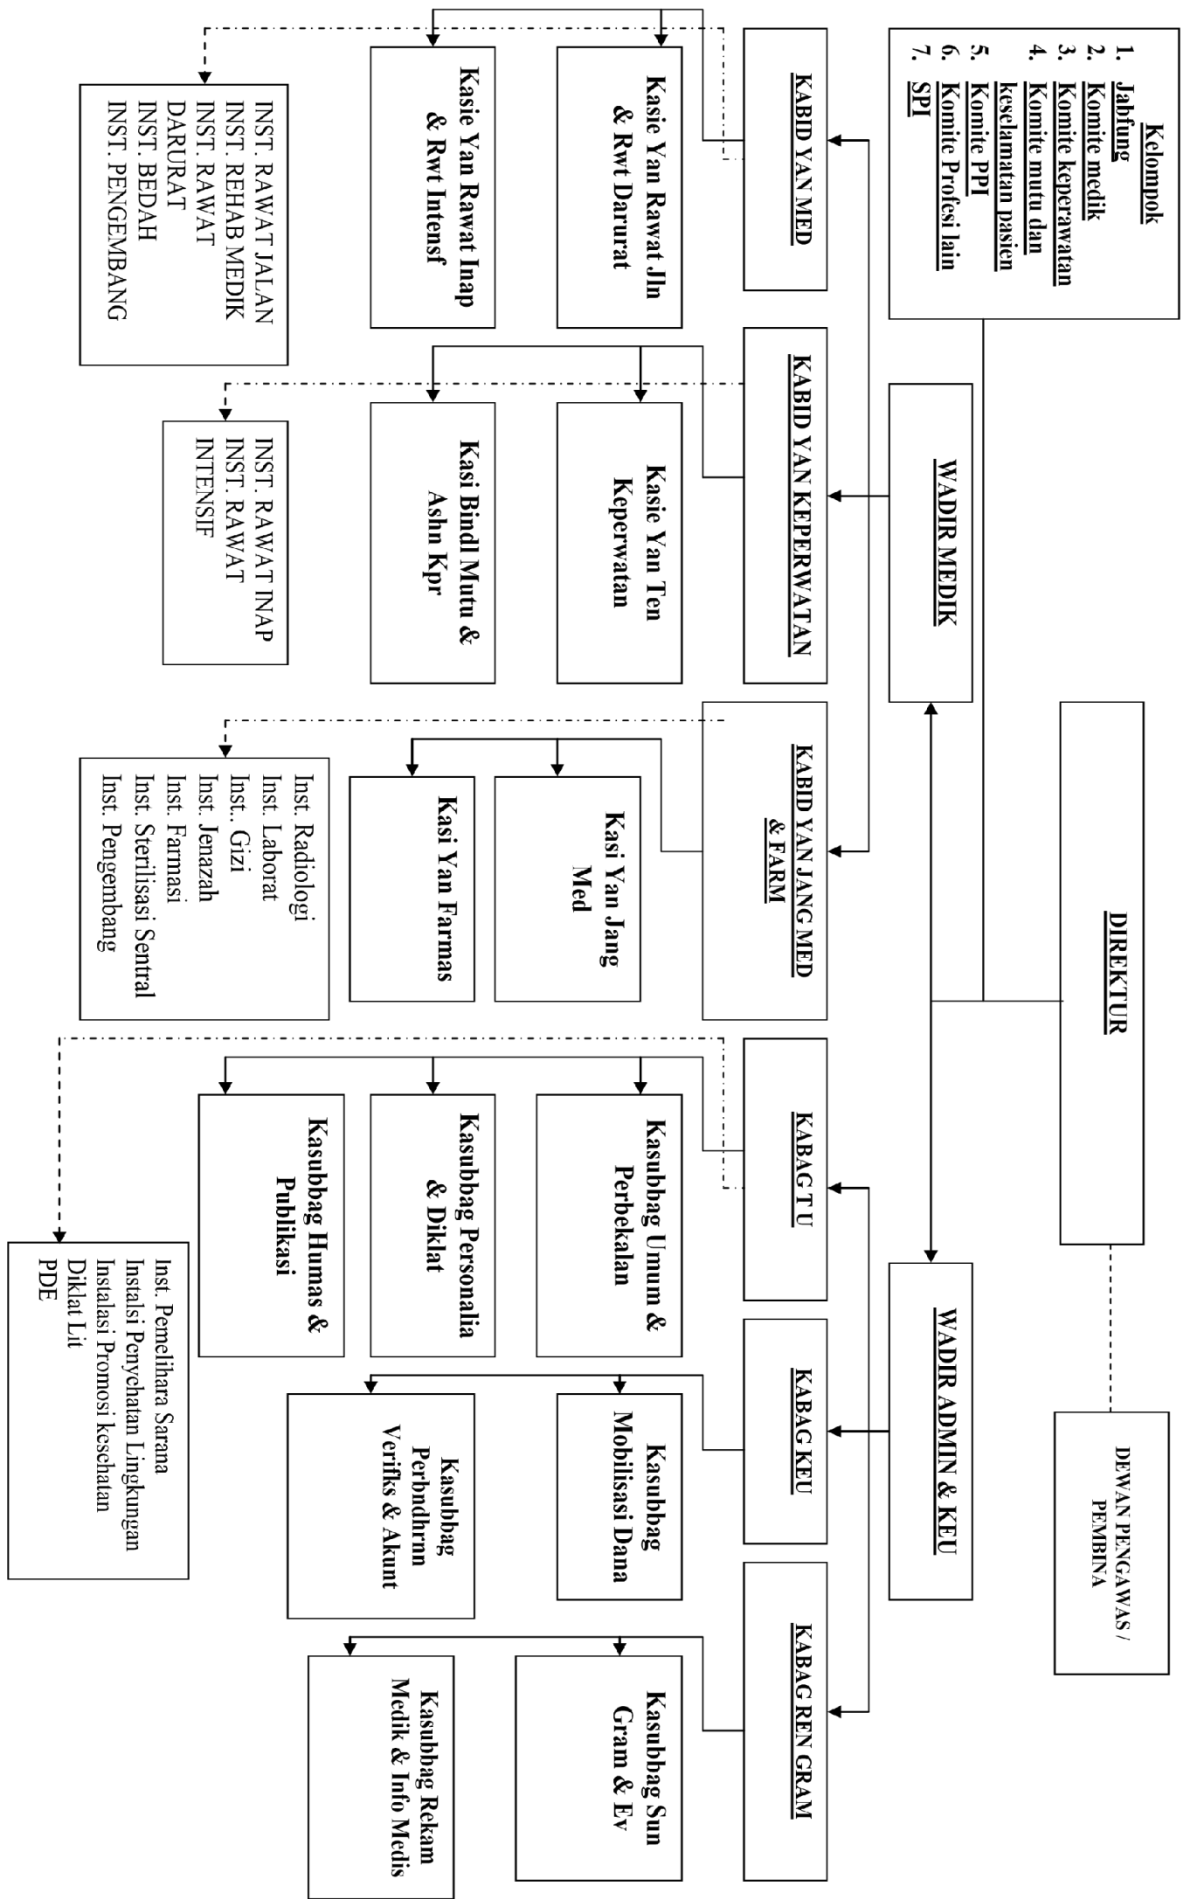 DIREKTUR
DEWAN PENGAWAS /
PEMBINA
Kelompok
1. Jabfung
2. Komite medik
3. Komite keperawatan
4. Komite mutu dan
keselamatan pasien
5. Komite PPI
6. Komite Profesi lain
7. SPI
WADIR MEDIK
WADIR ADMIN & KEU
KABID YAN MED
KABID YAN KEPERWATAN
KABID YAN JANG MED
& FARM
KABAG T U
KABAG KEU
KABAG REN GRAM
Kasie Yan Rawat Jln
& Rwt Darurat
Kasie Yan Ten
Keperwatan
Kasi Yan Jang
Med
Kasubbag Umum &
Perbekalan
Kasubbag
Mobilisasi Dana
Kasubbag Sun
Gram & Ev
Kasie Yan Rawat Inap
& Rwt Intensf
Kasi Bindl Mutu &
Ashn Kpr
Kasi Yan Farmas
Kasubbag Personalia
& Diklat
Kasubbag
Perbndhrnn
Verifks & Akunt
Kasubbag Rekam
Medik & Info Medis
Kasubbag Humas &
Publikasi
INST. RAWAT JALAN
INST. REHAB MEDIK
INST. RAWAT
DARURAT
INST. BEDAH
INST. PENGEMBANG
INST. RAWAT INAP
INST. RAWAT
INTENSIF
Inst. Radiologi
Inst. Laborat
Inst.. Gizi
Inst. Jenazah
Inst. Farmasi
Inst. Sterilisasi Sentral
Inst. Pengembang
Inst. Pemelihara Sarana
Instalsi Penychatan Lingkungan
Instalasi Promosi kesehatan
Diklat Lit
PDE